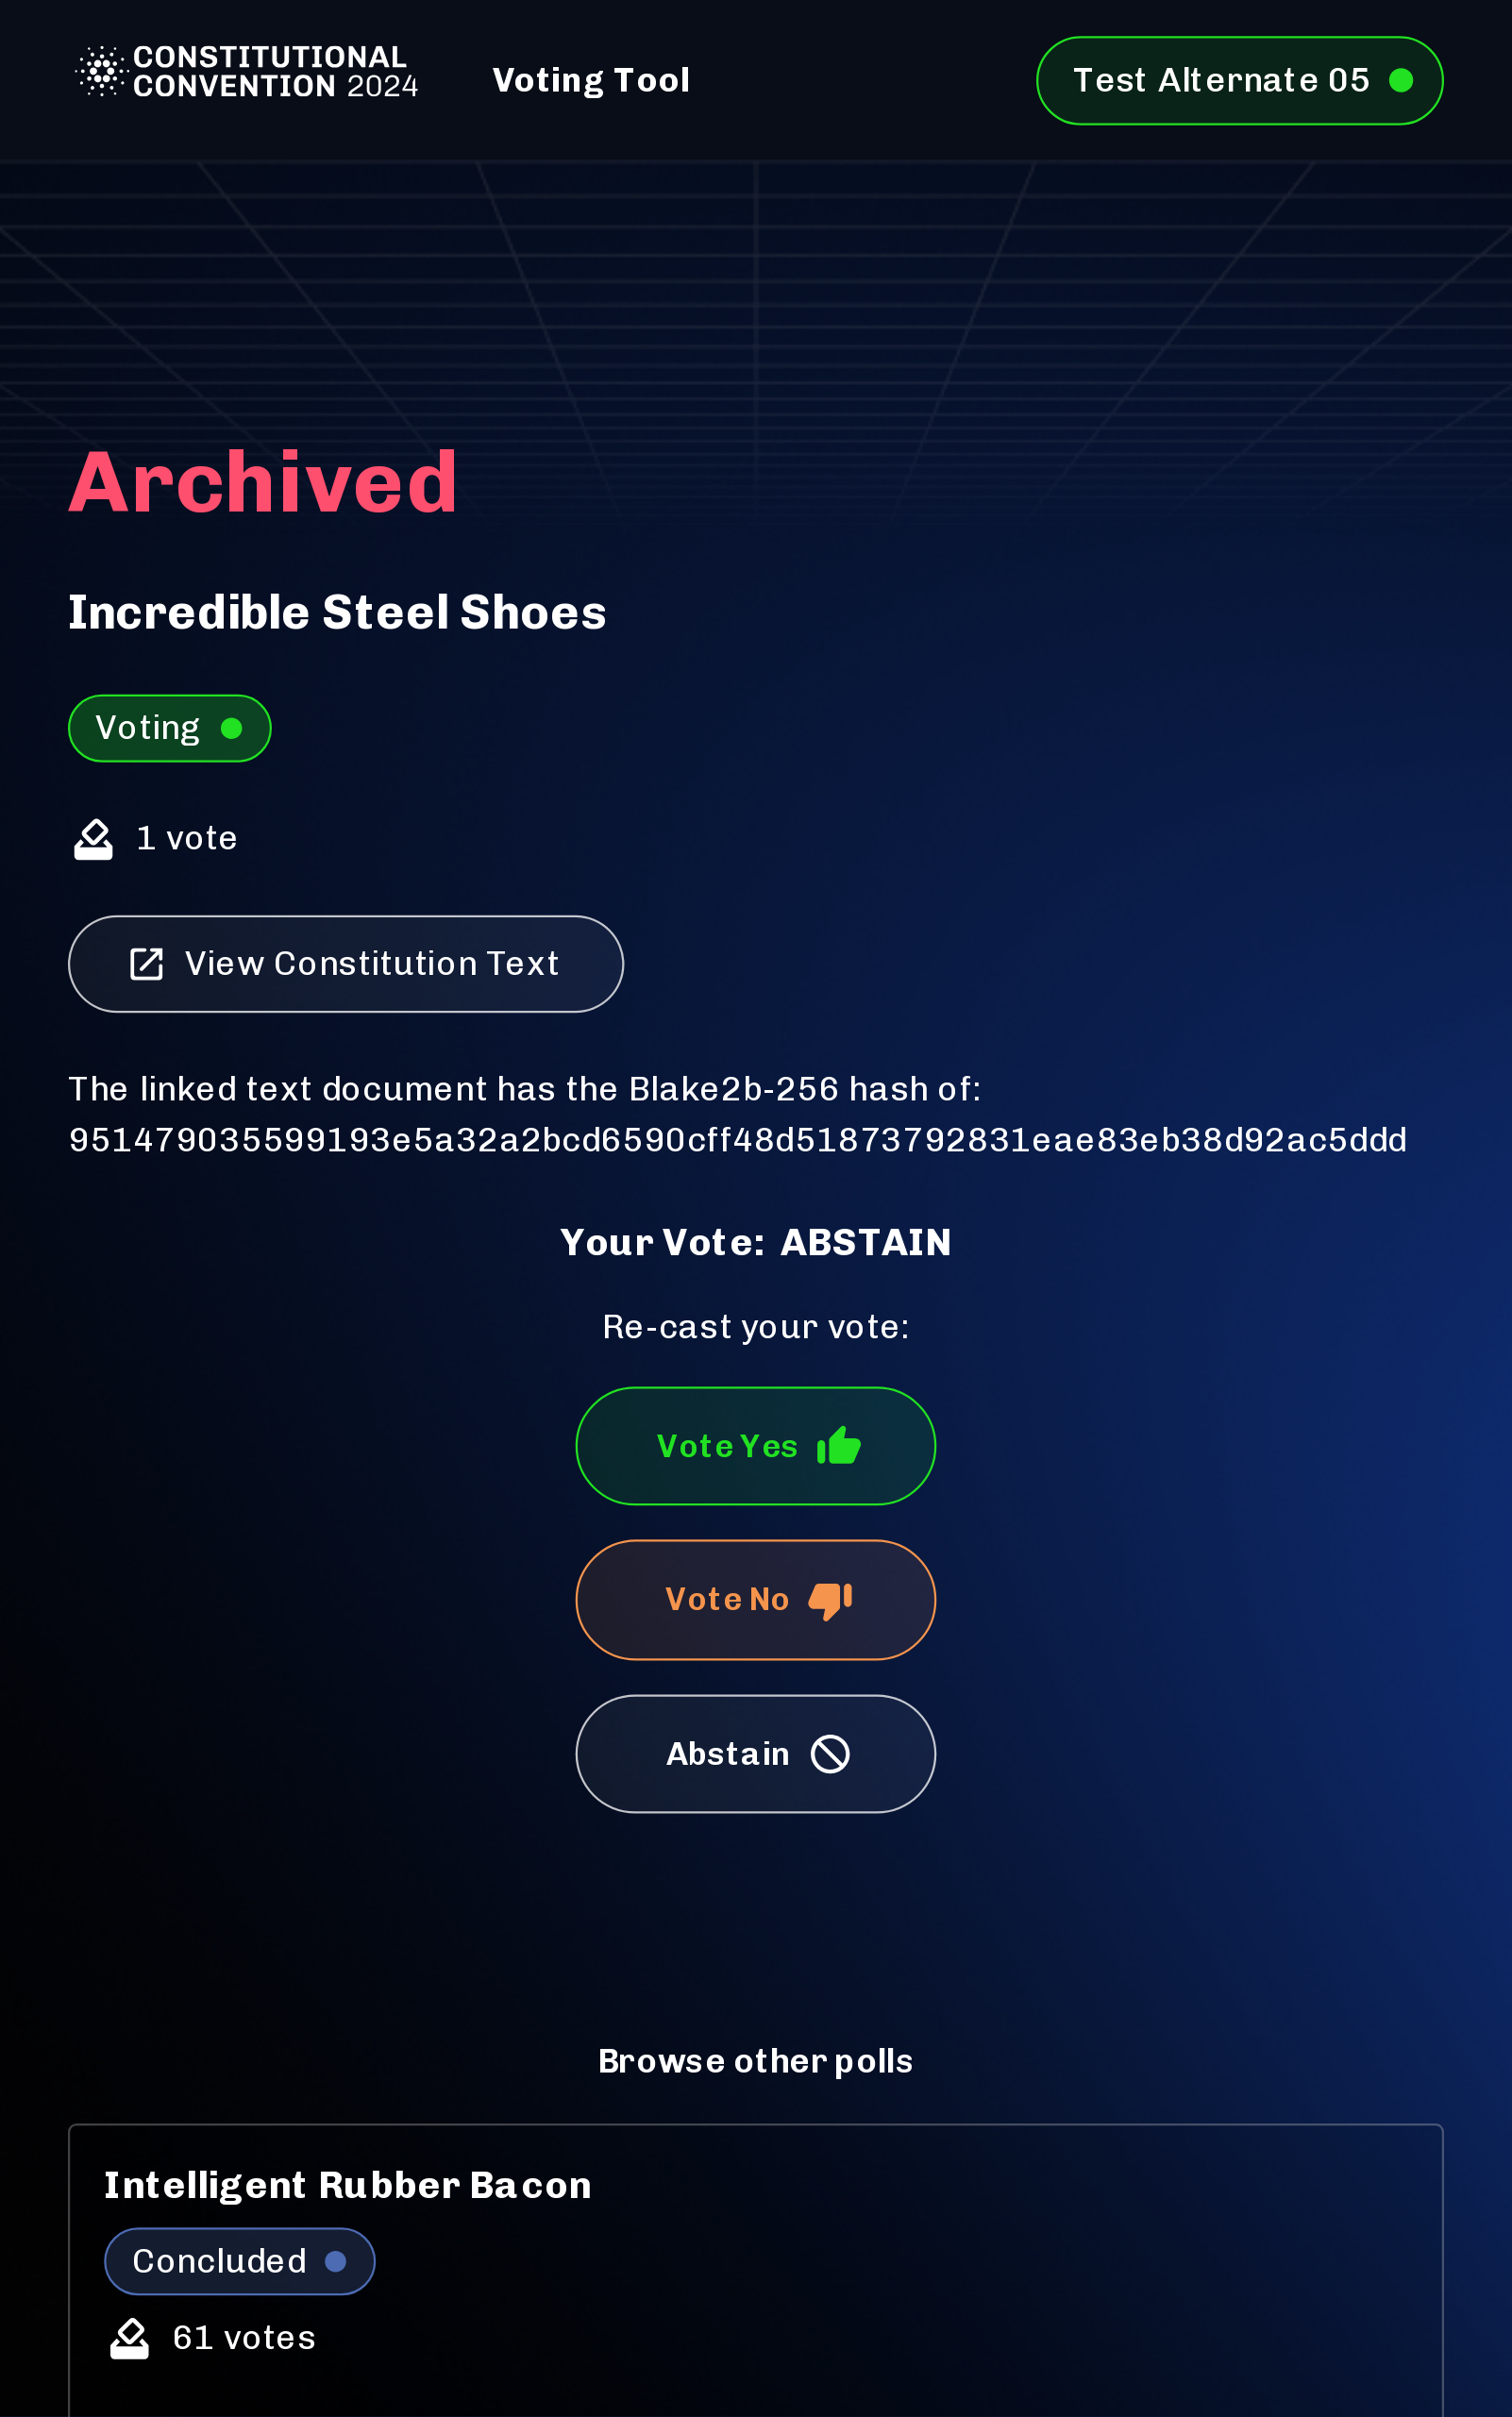 CONSTITUTIONAL
CONVENTION 2024
Voting Tool
Test Alternate 05
Archived
Incredible Steel Shoes
Voting
1 vote
View Constitution Text
The linked text document has the Blake2b-256 hash of:
951479035599193e5a32a2bcd6590cff48d51873792831eae83eb38d92ac5ddd
Your Vote: ABSTAIN
Re-cast your vote:
Vote Yes
Vote No
Abstain
Browse other polls
Intelligent Rubber Bacon
Concluded
61 votes